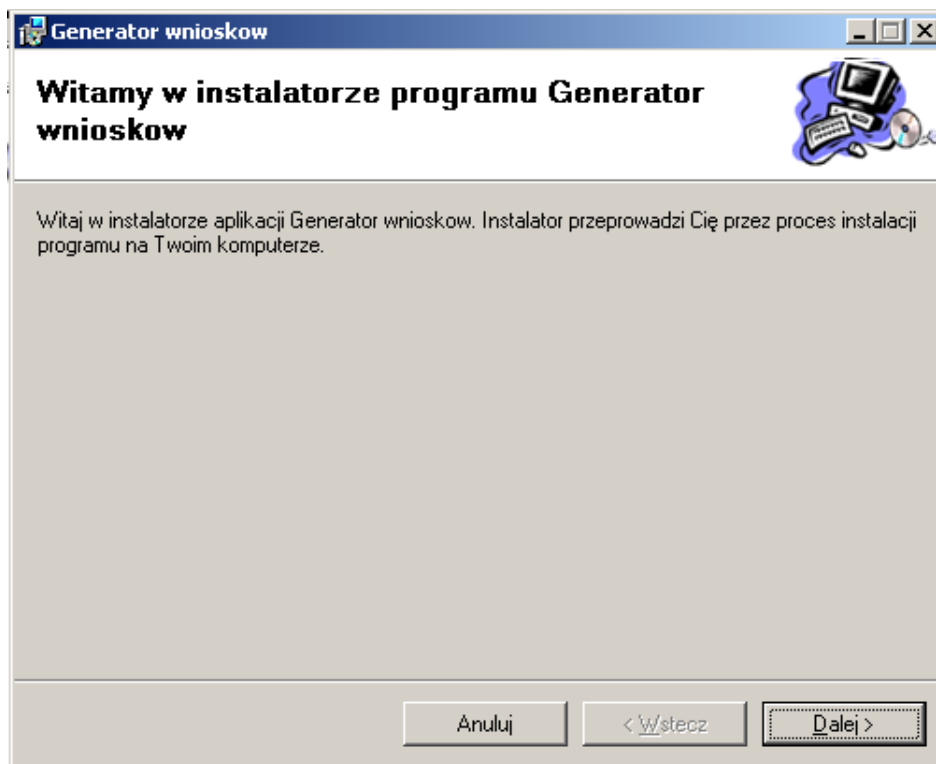 Generator wnioskow
Witamy w instalatorze programu Generator
wnioskow
Witaj w instalatorze aplikacji Generator wnioskow. Instalator przeprowadzi Cię przez proces instalacji
programu na Twoim komputerze.
Anuluj
< Wstecz
Dalej >